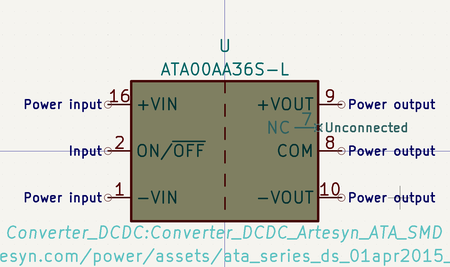 U
ATA00AA36S-L
Power input 16 +VIN +VOUT 9 Power output
NC 7 Unconnected
Input 2 ON/OFF COM 8 Power output
Power input 1 -VIN -VOUT 10 Power output
Converter_DCDC:Converter_DCDC_Artesyn_ATA_SMD
esyn.com/power/assets/ata_series_ds_01apr2015_